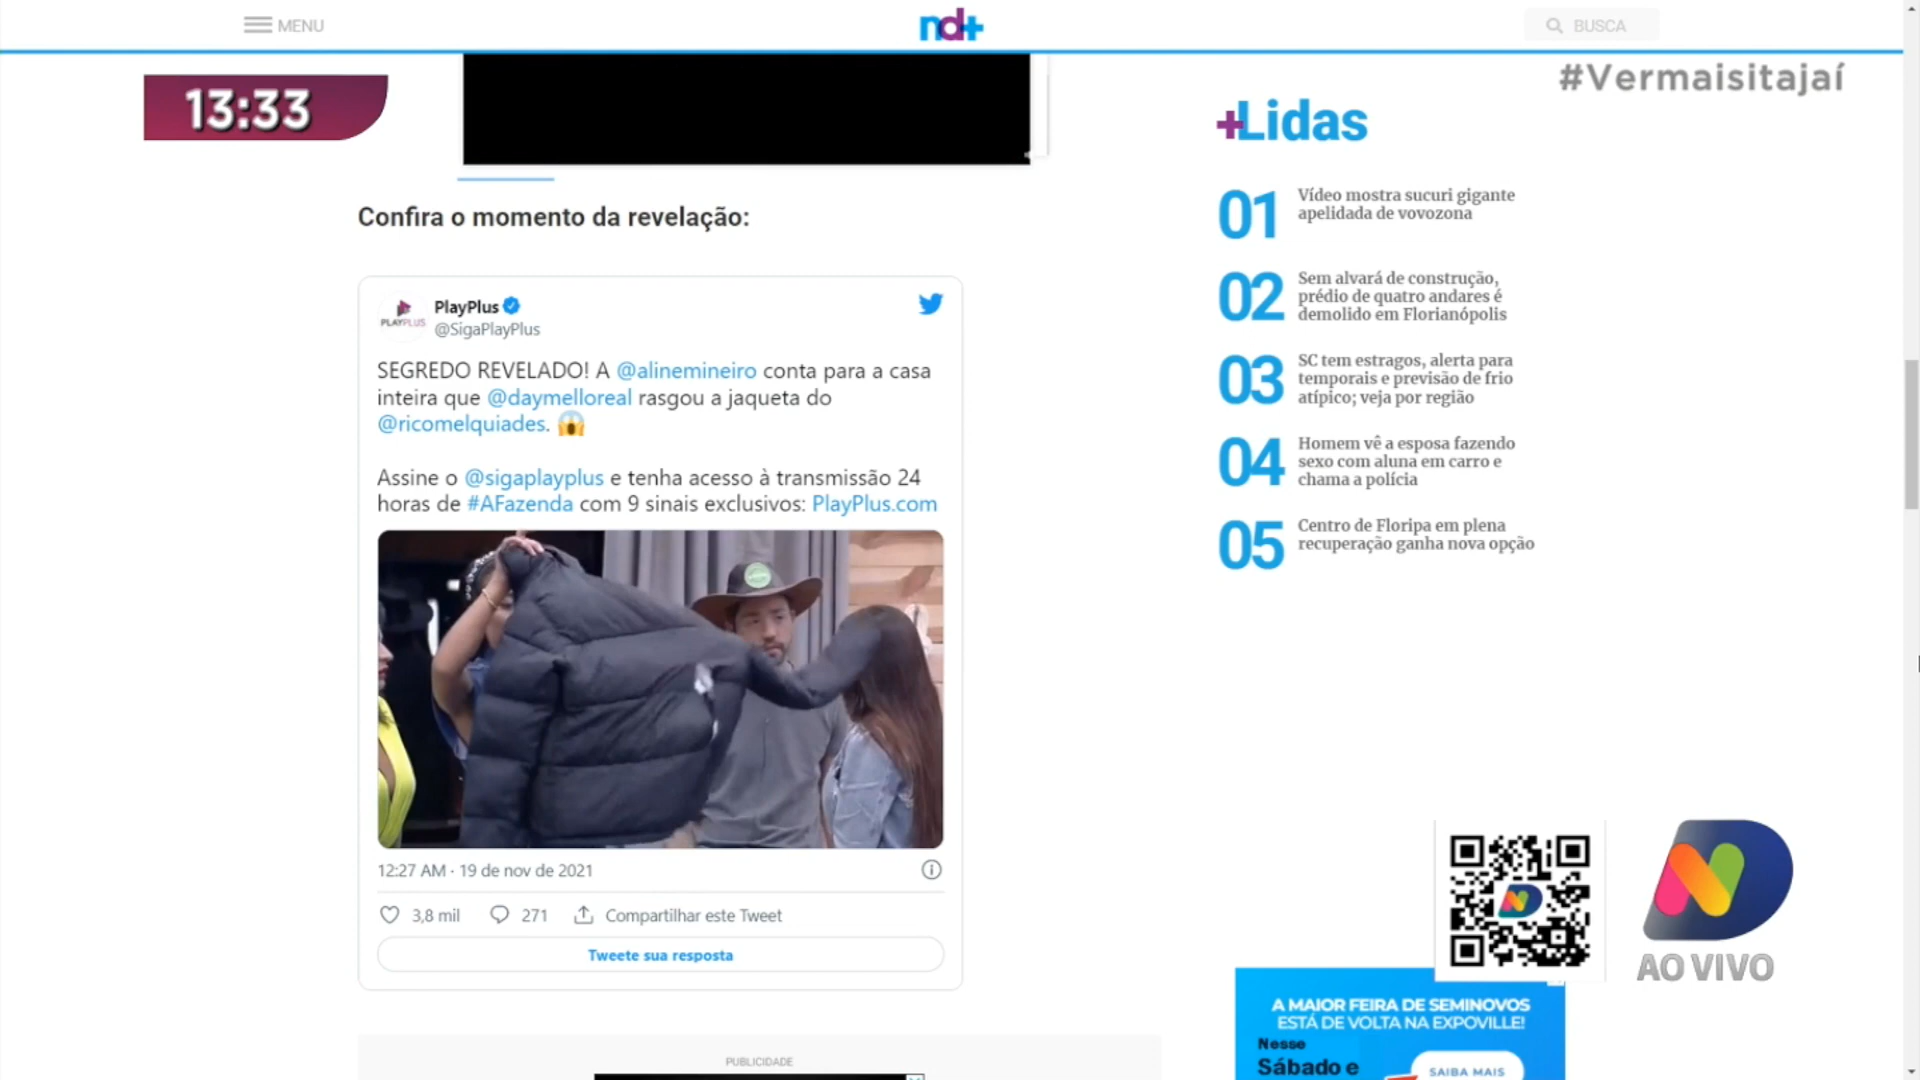 MENU
nd+
BUSCA
13:33
#Vermaisitajaí
+Lidas
Confira o momento da revelação:
01 Vídeo mostra sucuri gigante
apelidada de vovozona
02 Sem alvará de construção,
prédio de quatro andares é
demolido em Florianópolis
03 SC tem estragos, alerta para
temporais e previsão de frio
atípico; veja por região
04 Homem vê a esposa fazendo
sexo com aluna em carro e
chama a polícia
05 Centro de Floripa em plena
recuperação ganha nova opção
PLAYPLUS
PlayPlus
@SigaPlayPlus
SEGREDO REVELADO! A @alinemineiro conta para a casa
inteira que @daymelloreal rasgou a jaqueta do
@ricomelquiades. 😱
Assine o @sigaplayplus e tenha acesso à transmissão 24
horas de #AFazenda com 9 sinais exclusivos: PlayPlus.com
12:27 AM · 19 de nov de 2021
3,8 mil 271 Compartilhar este Tweet
Tweete sua resposta
AO VIVO
A MAIOR FEIRA DE SEMINOVOS
ESTÁ DE VOLTA NA EXPOVILLE!
Nesse
Sábado e
SAIBA MAIS
PUBLICIDADE